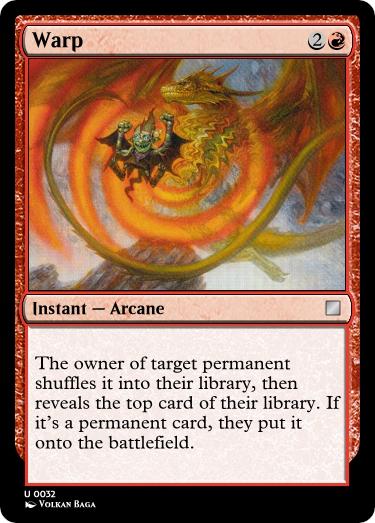 Warp 2
Instant — Arcane
The owner of target permanent
shuffles it into their library, then
reveals the top card of their library. If
it's a permanent card, they put it
onto the battlefield.
U 0032
Volkan Baga